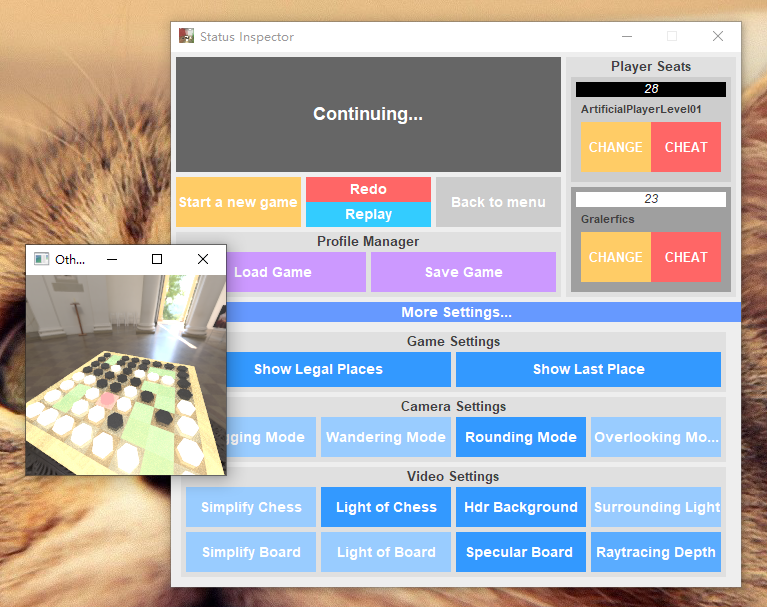 Status Inspector
Continuing...
Player Seats
28
ArtificialPlayerLevel01
CHANGE CHEAT
23
Gralerfics
CHANGE CHEAT
Start a new game
Redo
Replay
Back to menu
Profile Manager
Load Game Save Game
Oth...
More Settings...
Game Settings
Show Legal Places Show Last Place
Camera Settings
gging Mode Wandering Mode Rounding Mode Overlooking Mo...
Video Settings
Simplify Chess Light of Chess Hdr Background Surrounding Light
Simplify Board Light of Board Specular Board Raytracing Depth